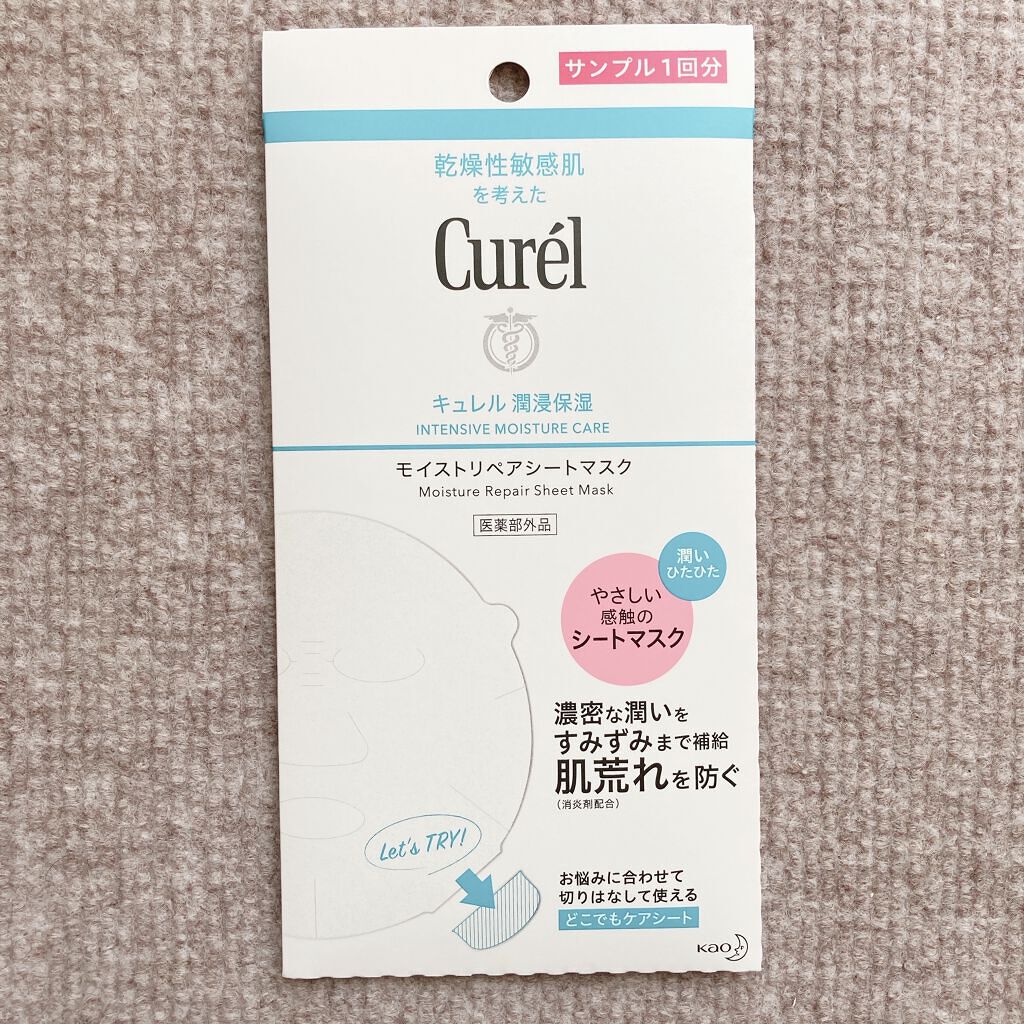 サンプル1回分
乾燥性敏感肌
を考えた
Curél
キュレル 潤浸保湿
INTENSIVE MOISTURE CARE
モイストリペアシートマスク
Moisture Repair Sheet Mask
医薬部外品
潤い
ひたひた
やさしい
感触の
シートマスク
濃密な潤いを
すみずみまで補給
肌荒れを防ぐ
(消炎剤配合)
Let's TRY!
お悩みに合わせて
切りはなして使える
どこでもケアシート
Kao